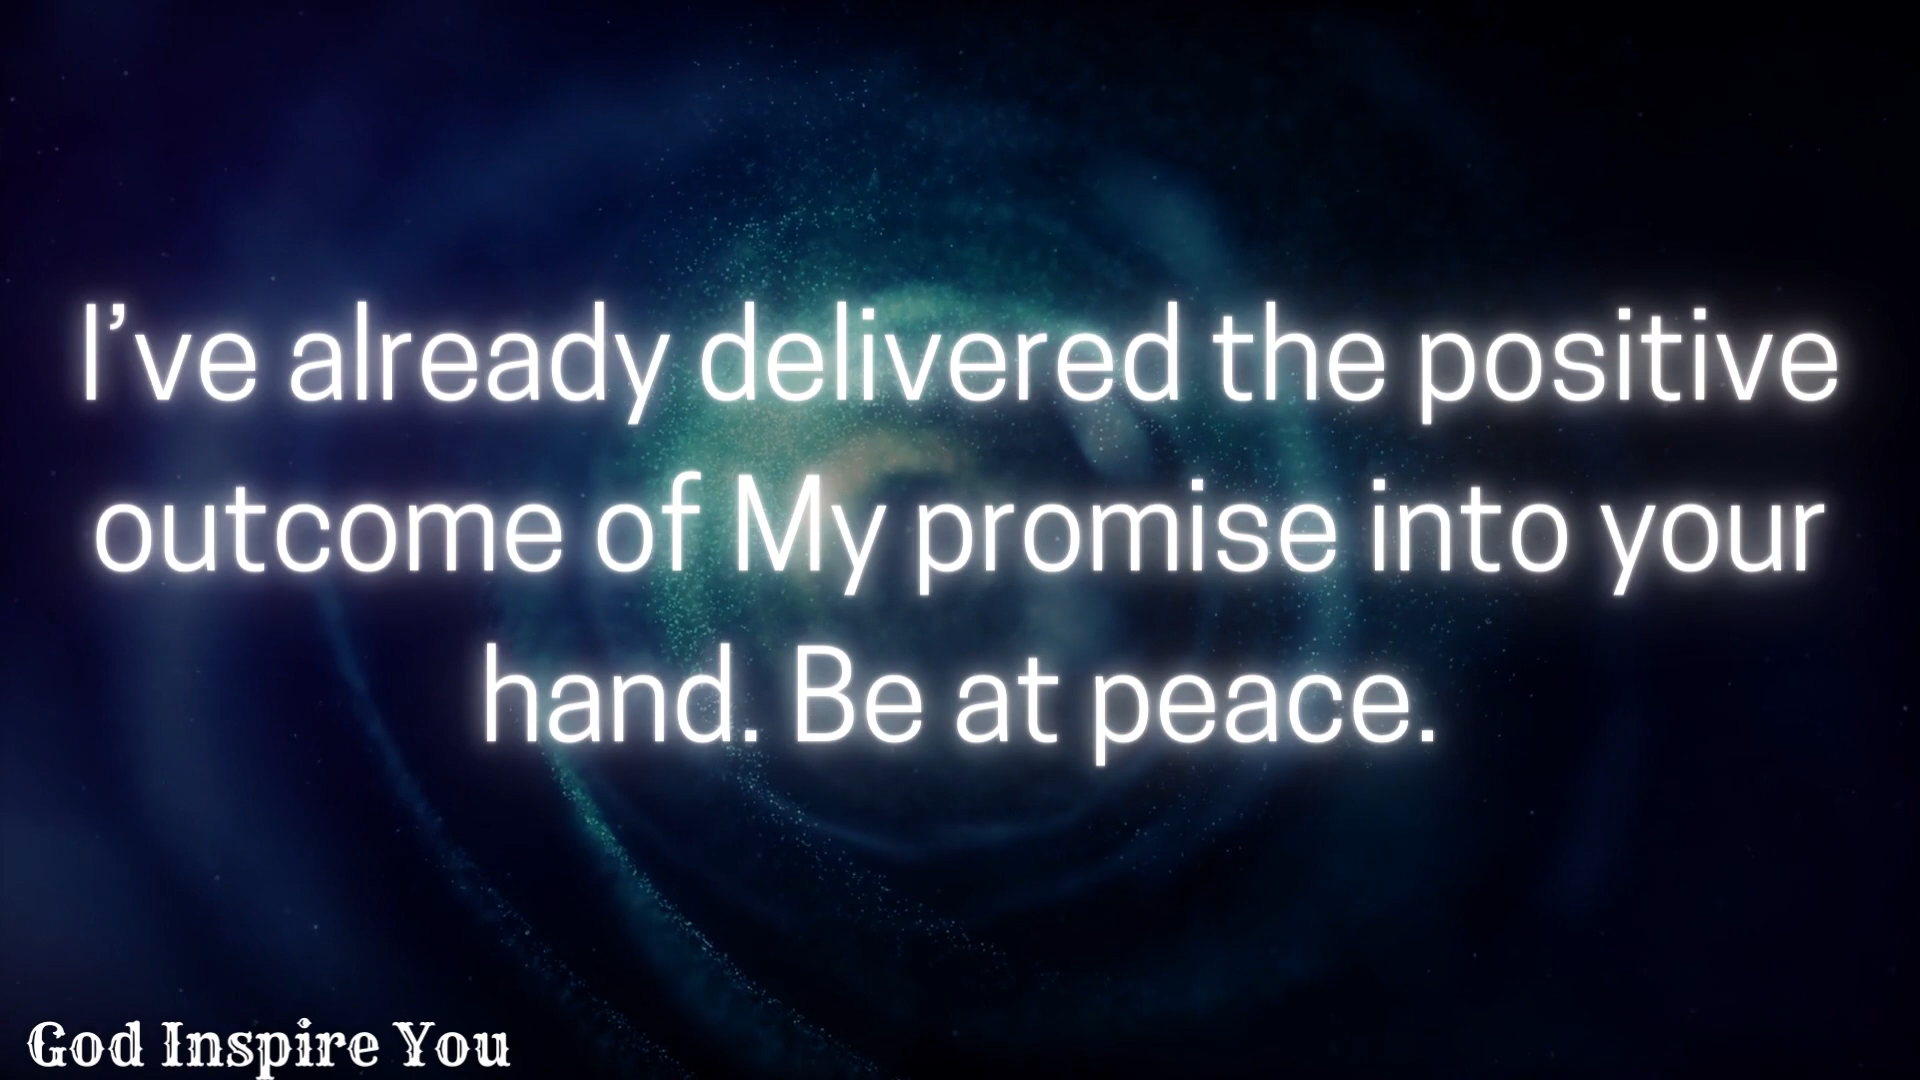 I’ve already delivered the positive
outcome of My promise into your
hand. Be at peace.
God Inspire You